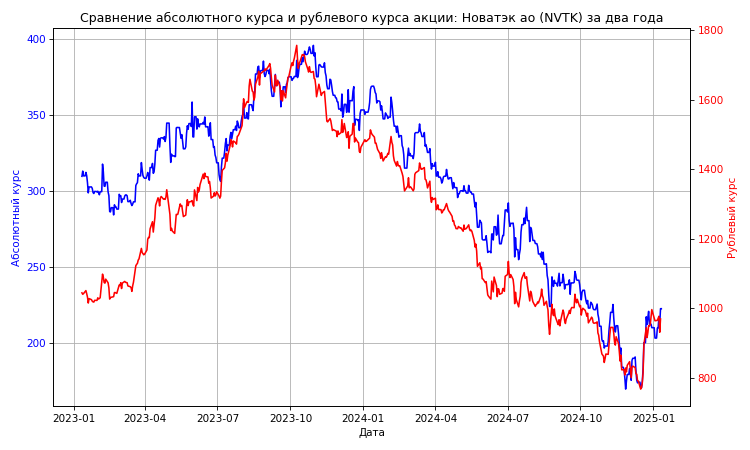 Сравнение абсолютного курса и рублевого курса акции: Новатэк ао (NVTK) за два года
Абсолютный курс
400
350
300
250
200
Рублевый курс
1800
1600
1400
1200
1000
800
2023-01 2023-04 2023-07 2023-10 2024-01 2024-04 2024-07 2024-10 2025-01
Дата